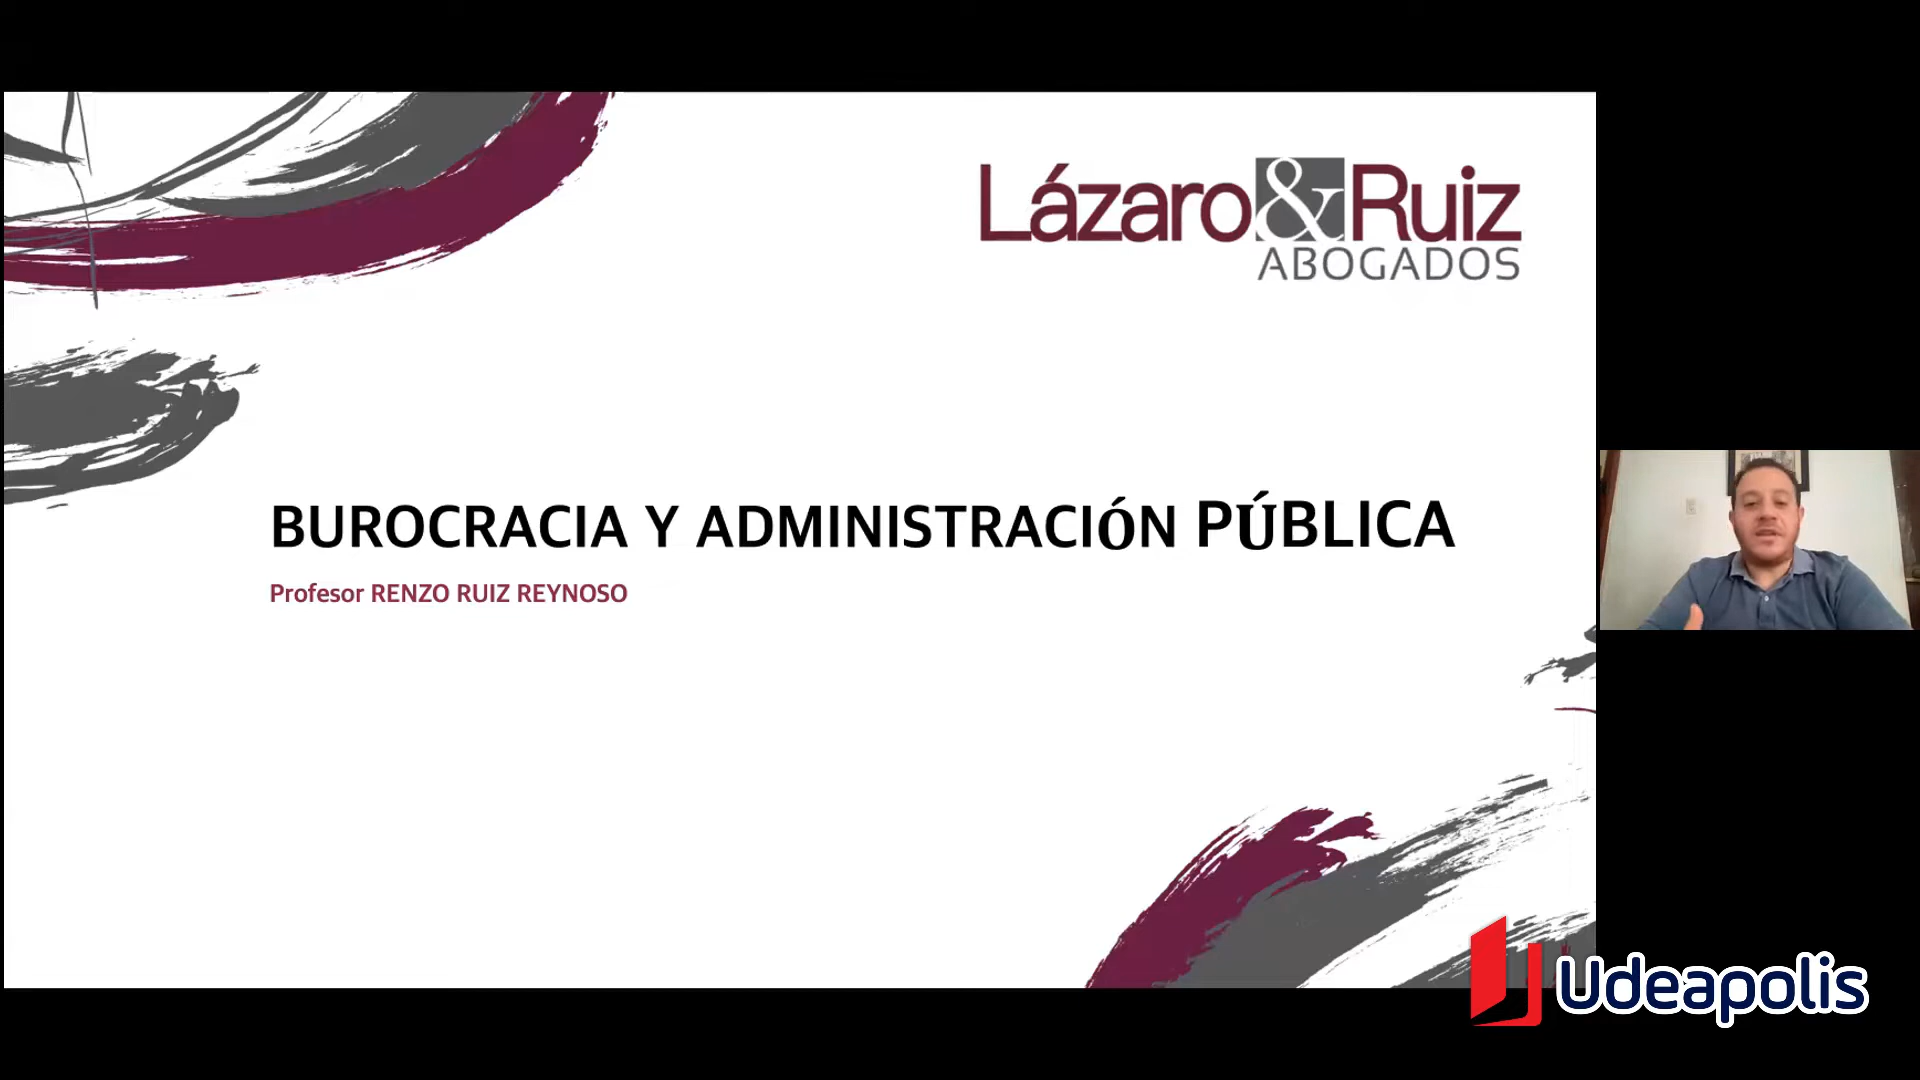 Lázaro&Ruiz
ABOGADOS
BUROCRACIA Y ADMINISTRACIÓN PÚBLICA
Profesor RENZO RUIZ REYNOSO
Udeapolis